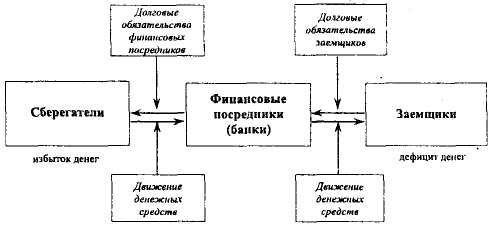 Долговые
обязательства
финансовых
посредников
Долговые
обязательства
заемщиков
Сберегатели
Финансовые
посредники
(банки)
Заемщики
избыток денег
дефицит денег
Движение
денежных
средств
Движение
денежных
средств